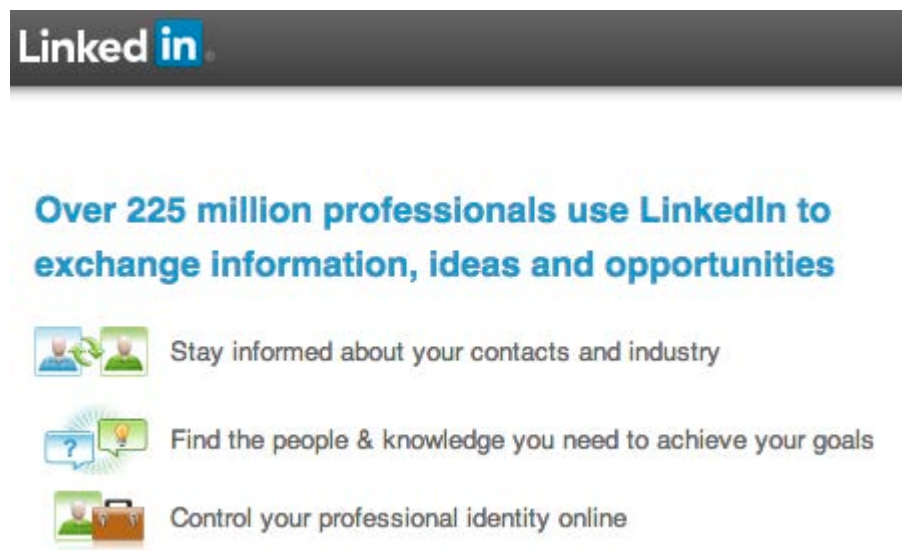 Linked in®
Over 225 million professionals use LinkedIn to
exchange information, ideas and opportunities
Stay informed about your contacts and industry
?
Find the people & knowledge you need to achieve your goals
Control your professional identity online